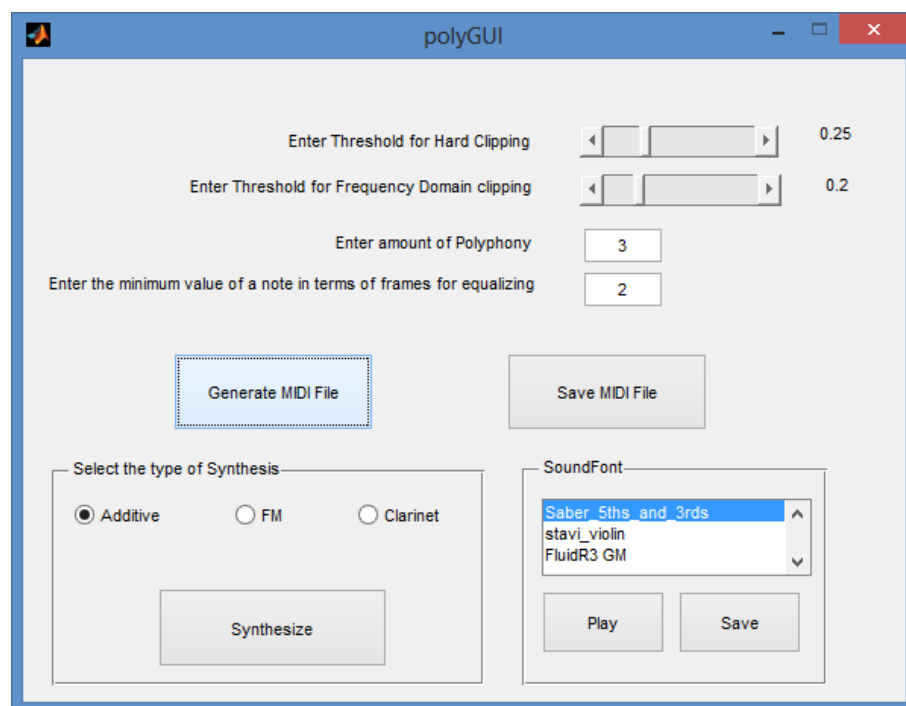 polyGUI
Enter Threshold for Hard Clipping
0.25
Enter Threshold for Frequency Domain clipping
0.2
Enter amount of Polyphony
3
Enter the minimum value of a note in terms of frames for equalizing
2
Generate MIDI File
Save MIDI File
Select the type of Synthesis
Additive
FM
Clarinet
Synthesize
SoundFont
Saber_5ths_and_3rds
stavi_violin
FluidR3 GM
Play
Save